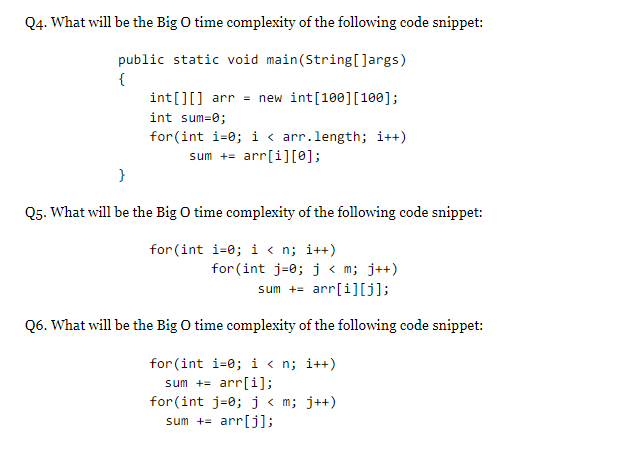 Q4. What will be the Big O time complexity of the following code snippet:
public static void main(String[]args)
{
int[][] arr = new int[100][100];
int sum=0;
for(int i=0; i < arr.length; i++)
sum += arr[i][0];
}
Q5. What will be the Big O time complexity of the following code snippet:
for(int i=0; i < n; i++)
for(int j=0; j < m; j++)
sum += arr[i][j];
Q6. What will be the Big O time complexity of the following code snippet:
for(int i=0; i < n; i++)
sum += arr[i];
for(int j=0; j < m; j++)
sum += arr[j];